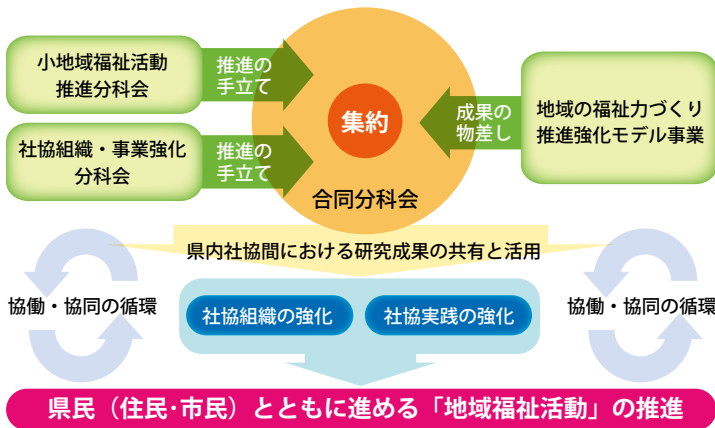 小地域福祉活動
推進分科会
推進の
手立て
社協組織・事業強化
分科会
推進の
手立て
集約
合同分科会
成果の
物差し
地域の福祉力づくり
推進強化モデル事業
県内社協間における研究成果の共有と活用
協働・協同の循環
社協組織の強化
社協実践の強化
協働・協同の循環
県民（住民･市民）とともに進める「地域福祉活動」の推進